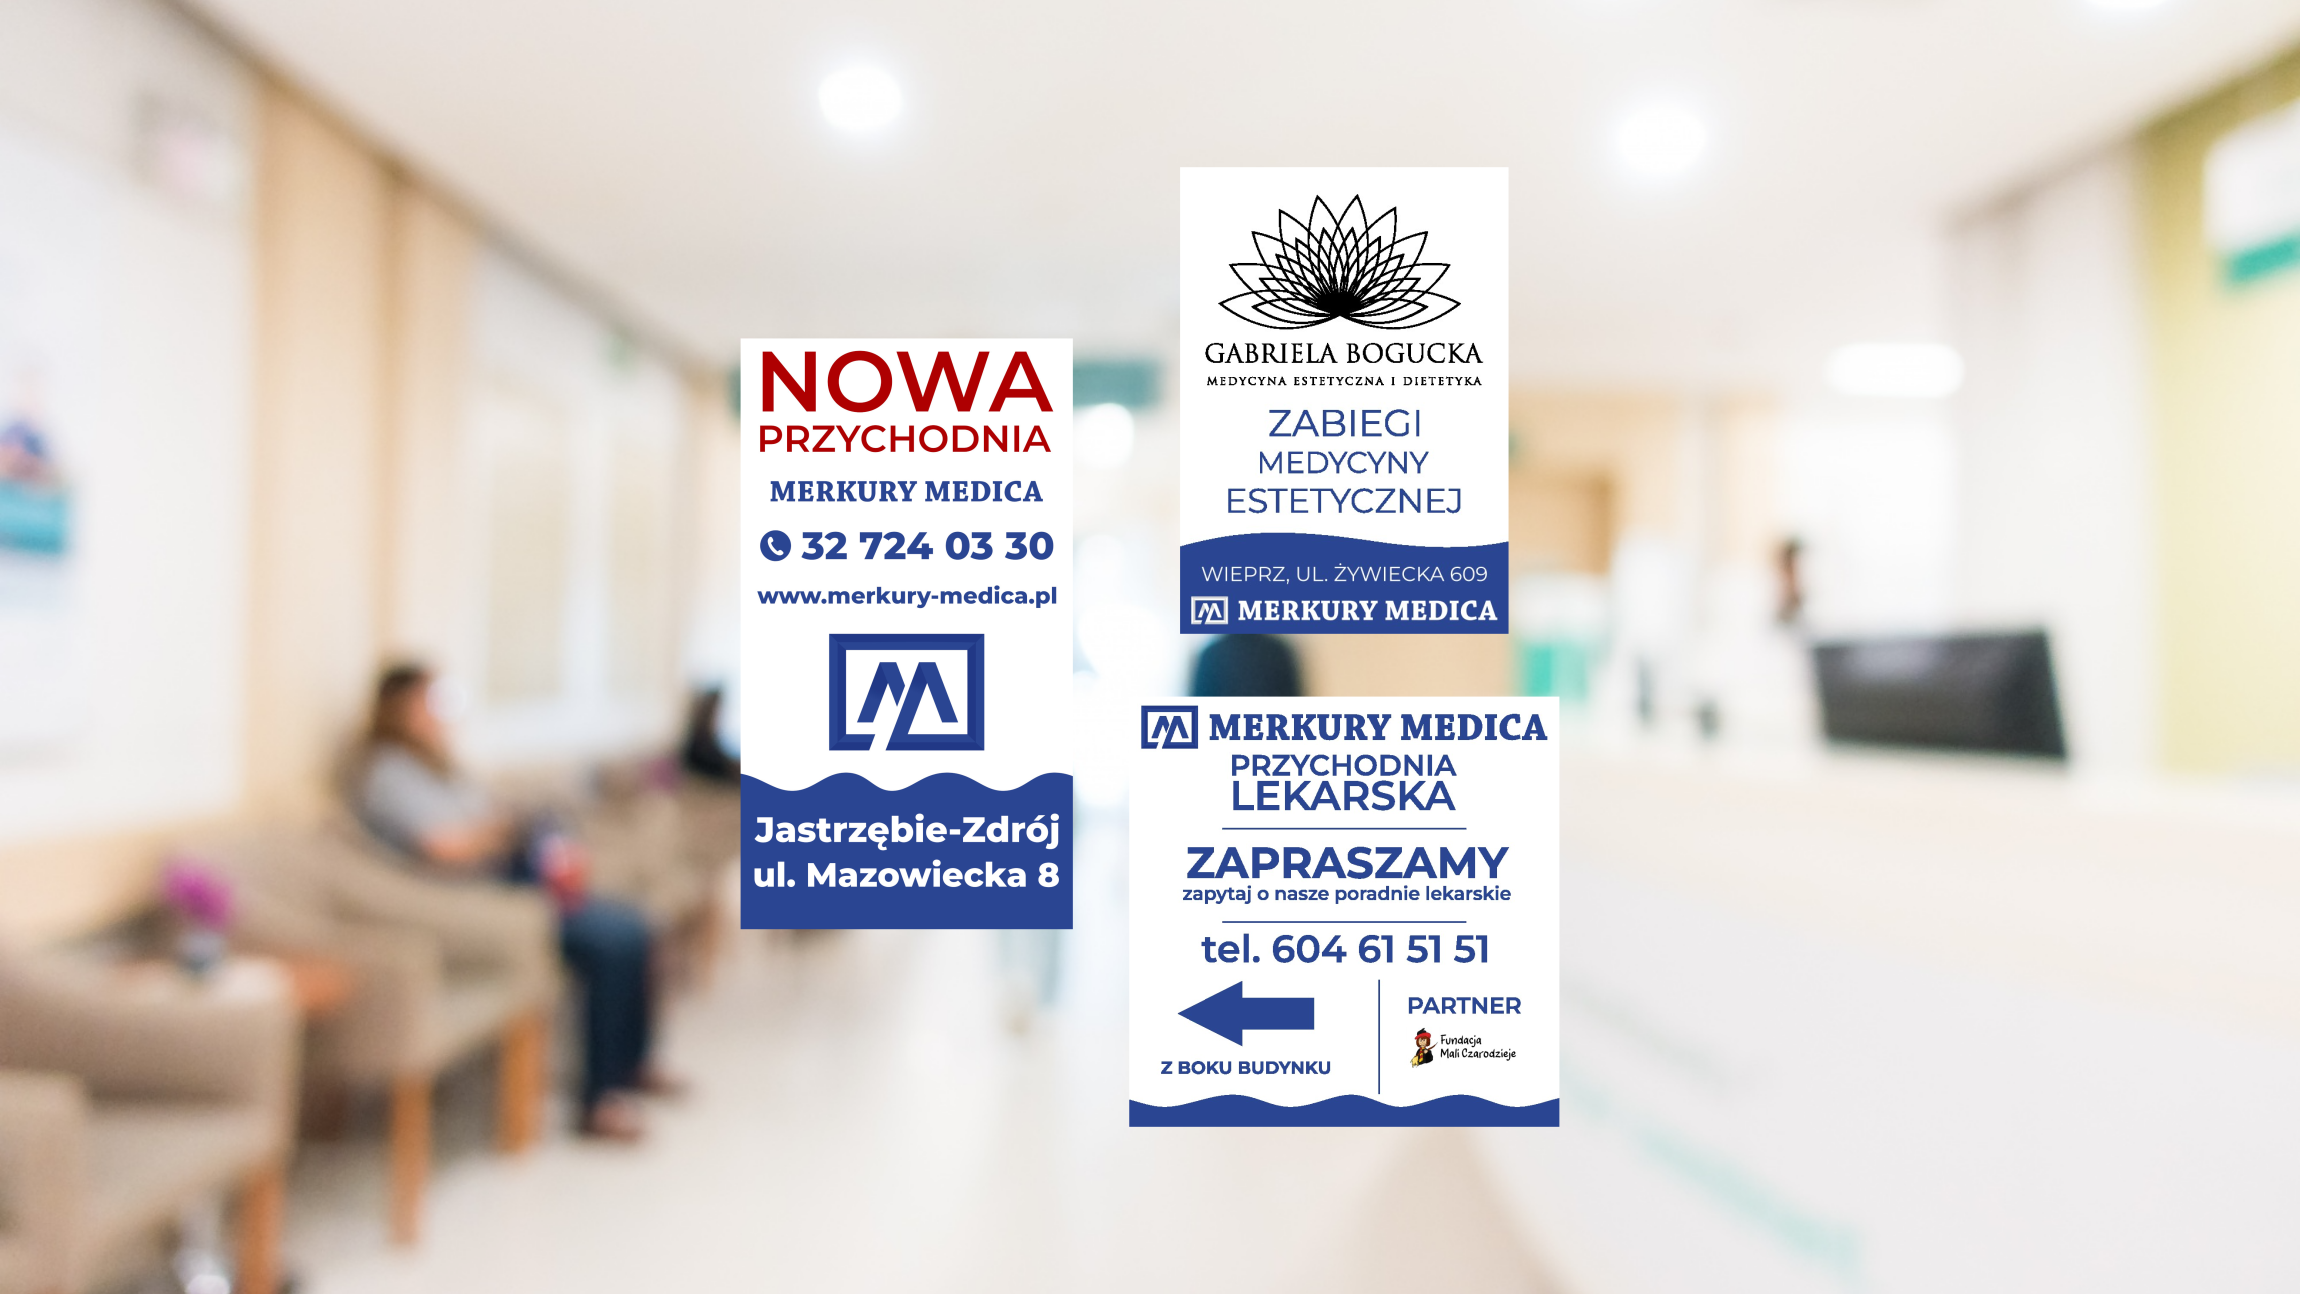 NOWA
PRZYCHODNIA
MERKURY MEDICA
32 724 03 30
www.merkury-medica.pl
Jastrzębie-Zdrój
ul. Mazowiecka 8
GABRIELA BOGUCKA
MEDYCYNA ESTETYCZNA I DIETETYKA
ZABIEGI
MEDYCYNY
ESTETYCZNEJ
WIEPRZ, UL. ŻYWIECKA 609
MERKURY MEDICA
MERKURY MEDICA
PRZYCHODNIA
LEKARSKA
ZAPRASZAMY
zapytaj o nasze poradnie lekarskie
tel. 604 61 51 51
Z BOKU BUDYNKU
PARTNER
Fundacja
Mali Czarodzieje